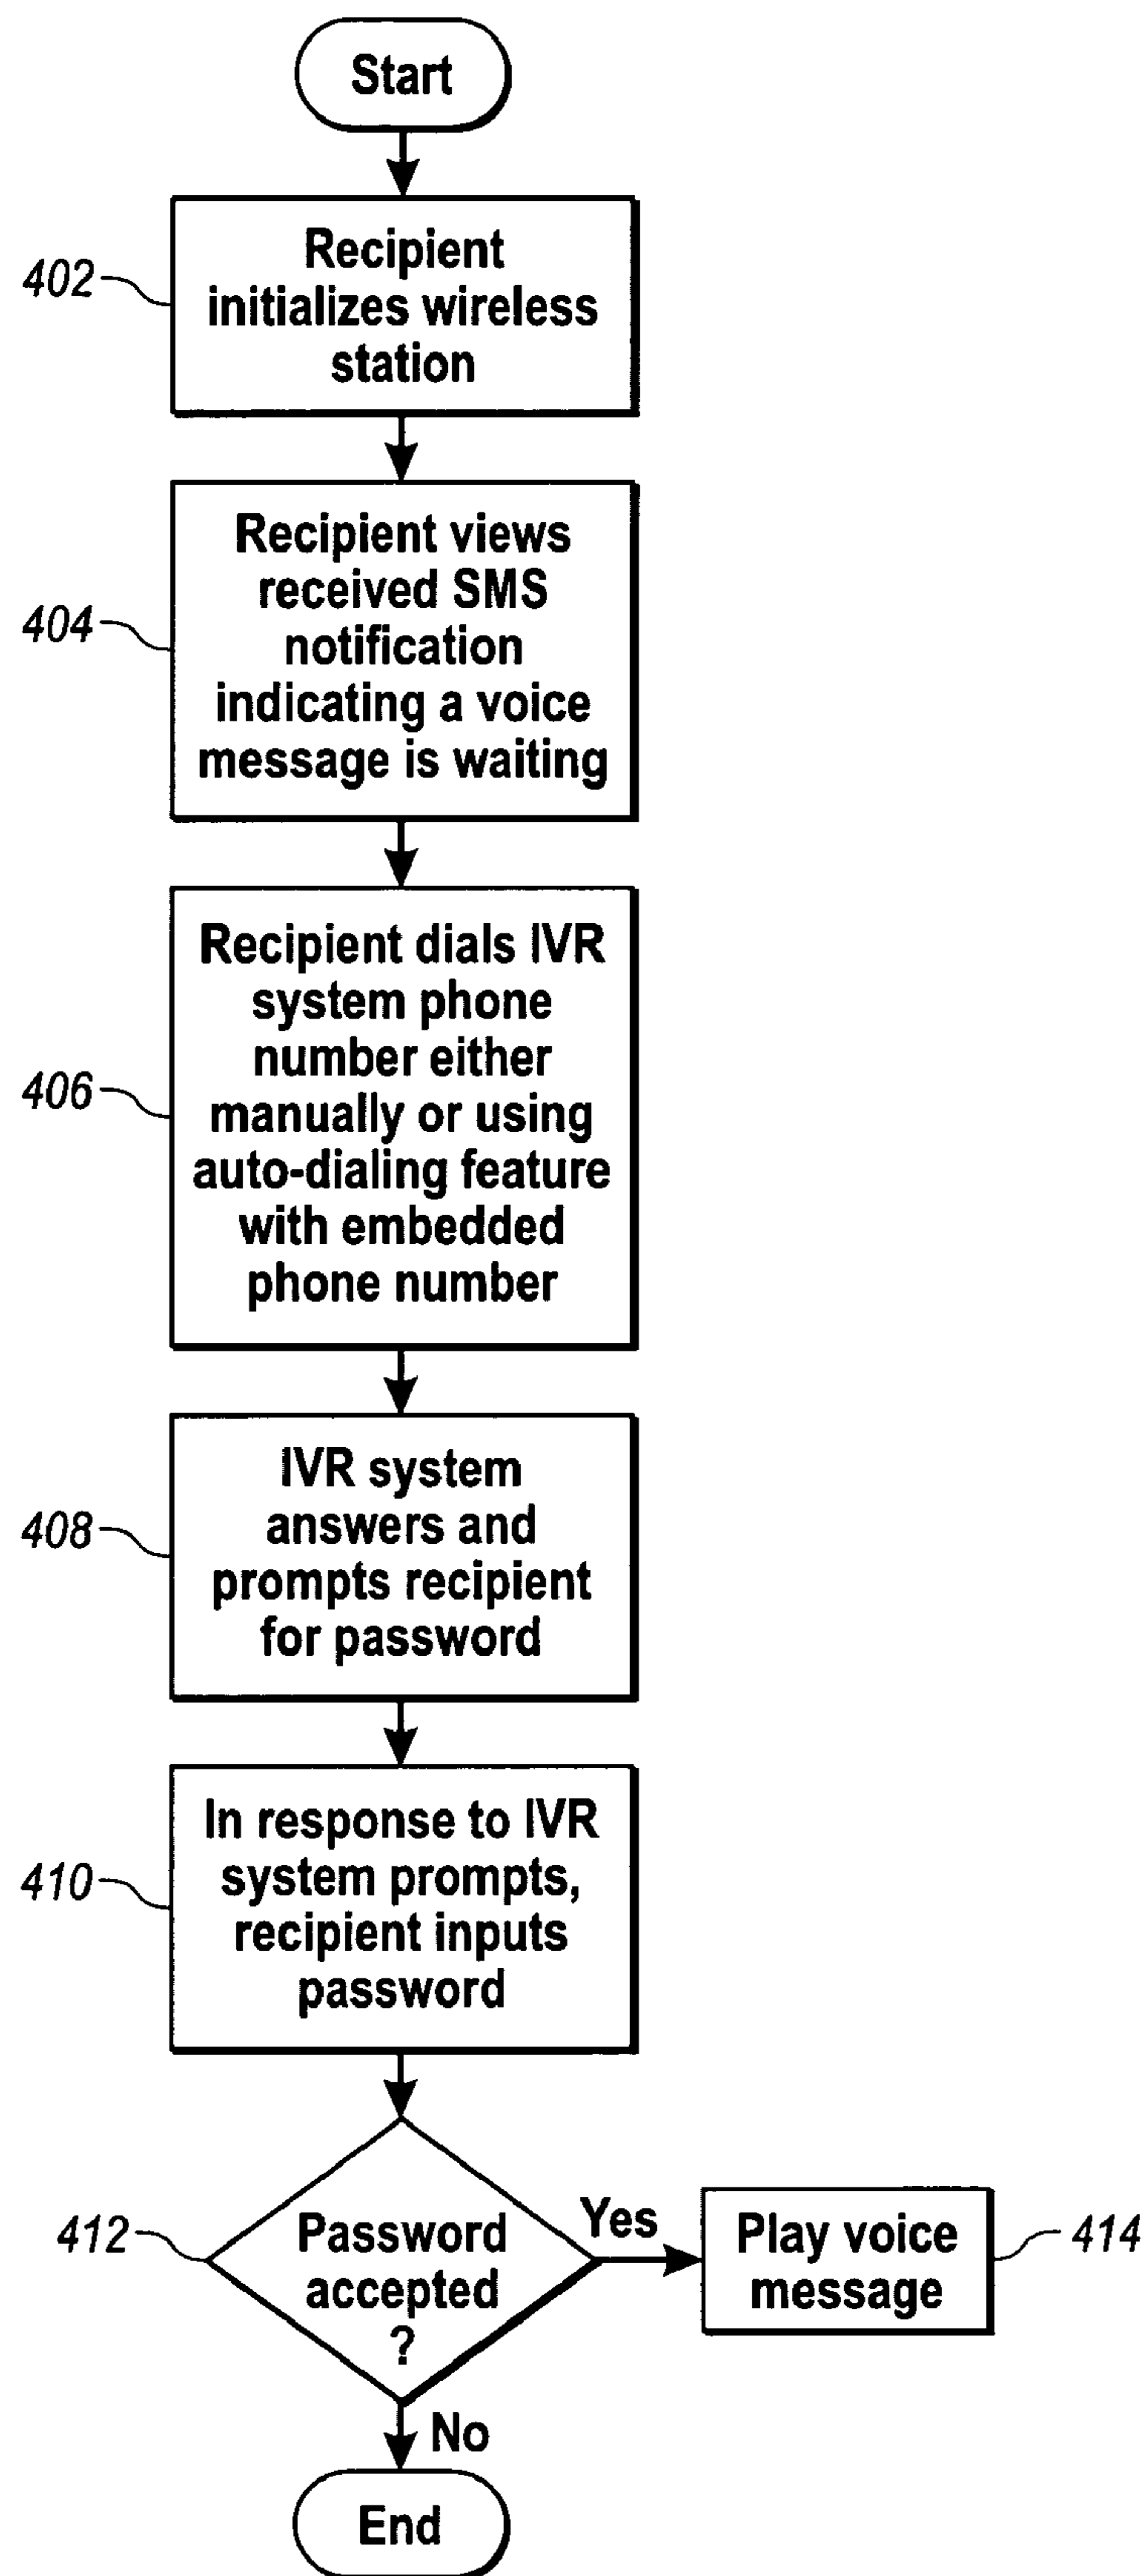 Start
402
Recipient
initializes wireless
station
404
Recipient views
received SMS
notification
indicating a voice
message is waiting
406
Recipient dials IVR
system phone
number either
manually or using
auto-dialing feature
with embedded
phone number
408
IVR system
answers and
prompts recipient
for password
410
In response to IVR
system prompts,
recipient inputs
password
412
Password
accepted
?
Yes
Play voice
message
414
No
End